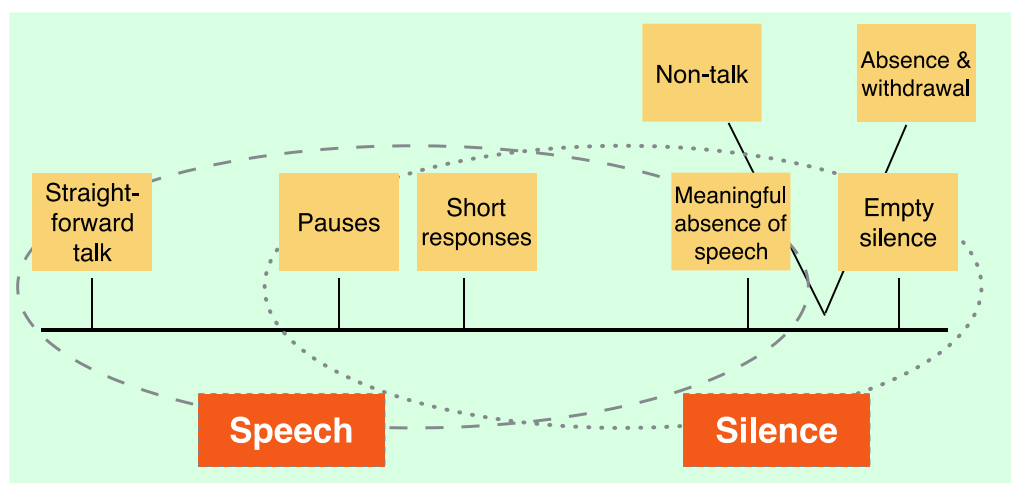 Non-talk
Absence &
withdrawal
Straight-
forward
talk
Pauses
Short
responses
Meaningful
absence of
speech
Empty
silence
Speech
Silence